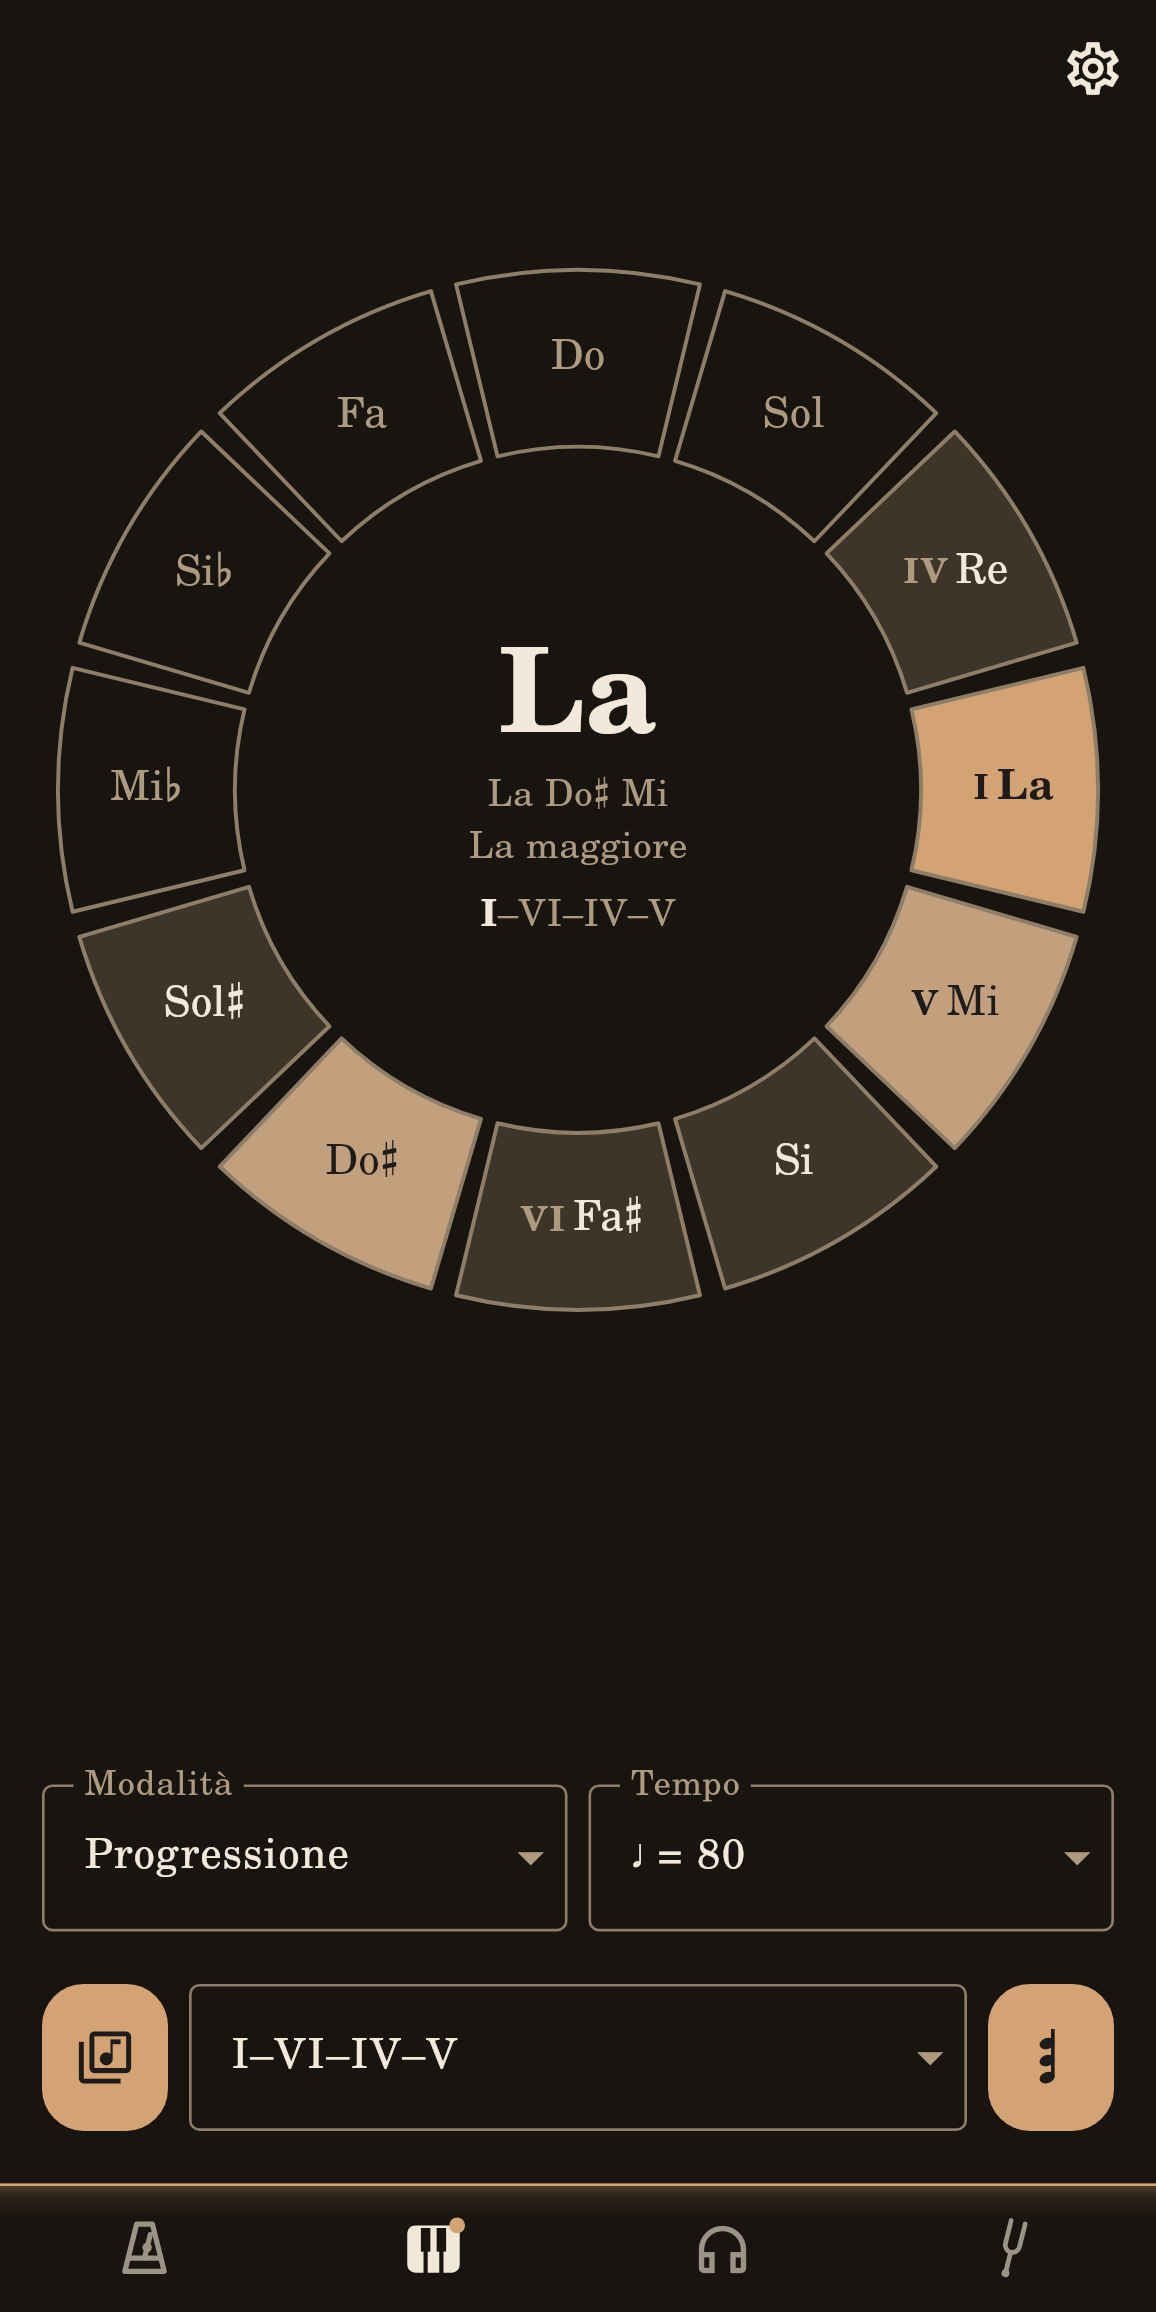 Do
Fa
Sol
Si♭
IV Re
La
Mi♭
I La
La Do♯ Mi
La maggiore
I–VI–IV–V
Sol♯
V Mi
Do♯
Si
VI Fa♯
Modalità
Tempo
Progressione
♩ = 80
I–VI–IV–V